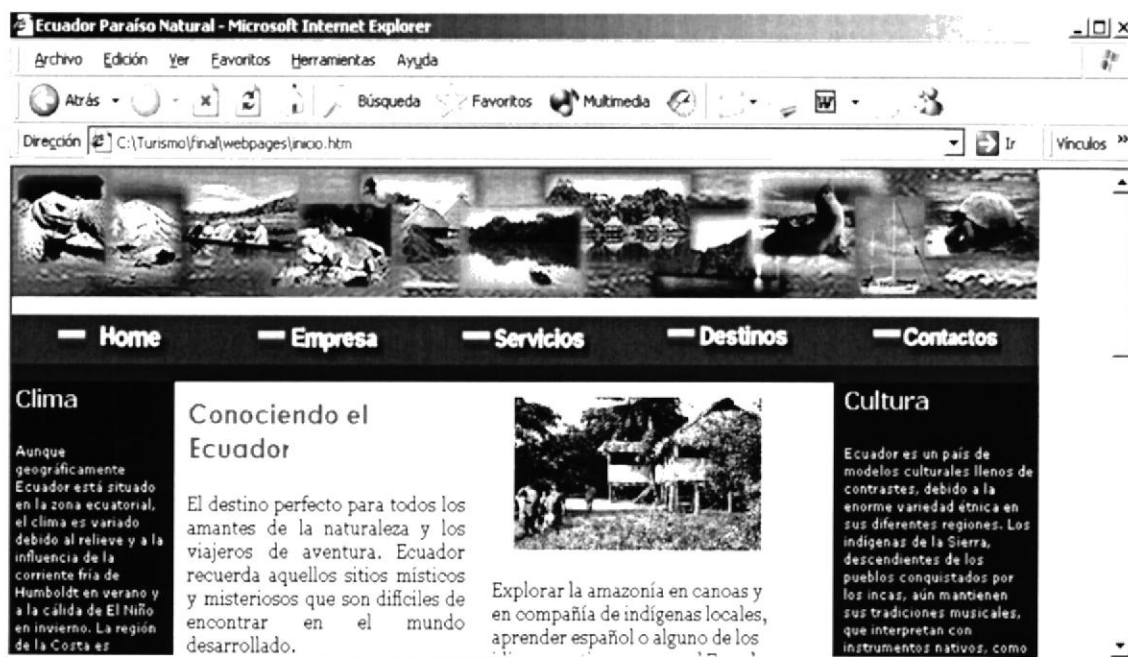 Ecuador Paraíso Natural - Microsoft Internet Explorer
Archivo Edición Ver Favoritos Herramientas Ayuda
Atrás Búsqueda Favoritos Multimedia
Dirección C:\Turismo\final\webpages\inicio.htm Ir Vínculos »
Home Empresa Servicios Destinos Contactos
Clima
Aunque
geográficamente
Ecuador está situado
en la zona ecuatorial,
el clima es variado
debido al relieve y a la
influencia de la
corriente fría de
Humboldt en verano y
a la cálida de El Niño
en invierno. La región
de la Costa es
Conociendo el
Ecuador
El destino perfecto para todos los
amantes de la naturaleza y los
viajeros de aventura. Ecuador
recuerda aquellos sitios místicos
y misteriosos que son difíciles de
encontrar en el mundo
desarrollado.
Explorar la amazonía en canoas y
en compañía de indígenas locales,
aprender español o alguno de los
Cultura
Ecuador es un país de
modelos culturales llenos de
contrastes, debido a la
enorme variedad étnica en
sus diferentes regiones. Los
indígenas de la Sierra,
descendientes de los
pueblos conquistados por
los incas, aún mantienen
sus tradiciones musicales,
que interpretan con
instrumentos nativos, como